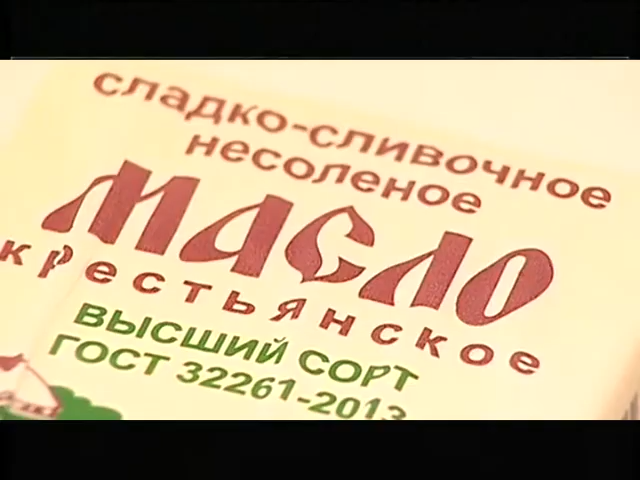 сладко-сливочное
несоленое
Масло
крестьянское
ВЫСШИЙ СОРТ
ГОСТ 32261-2013